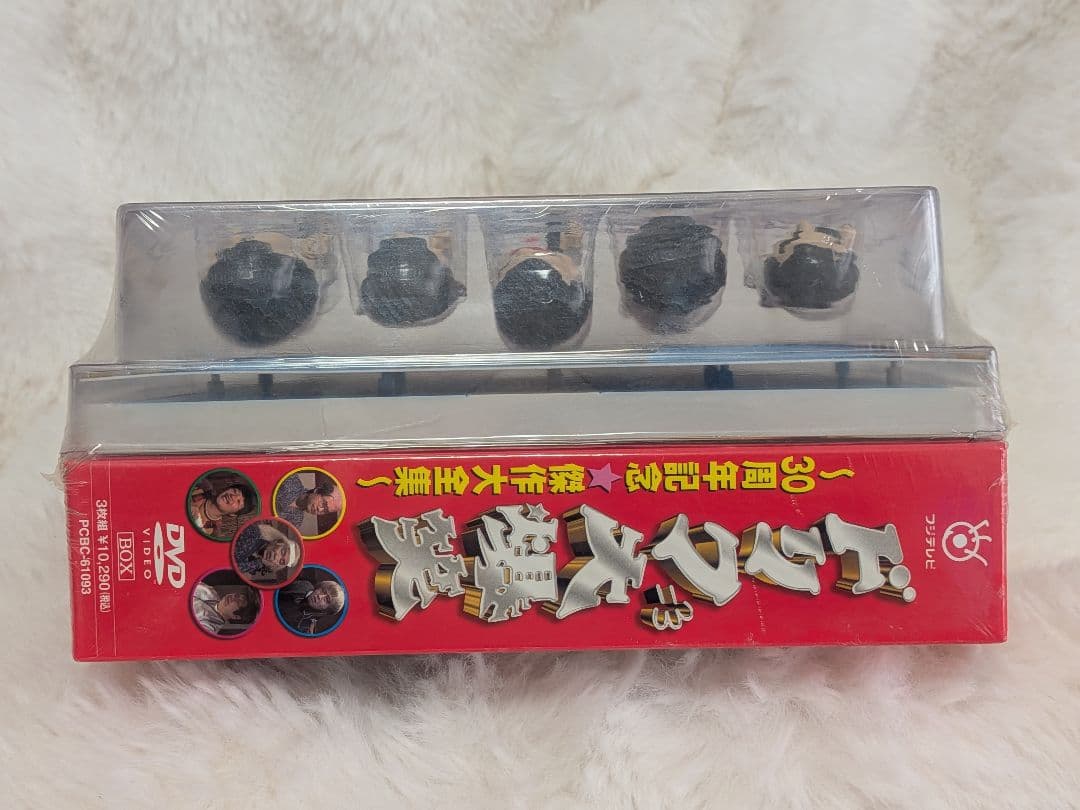 フジテレビ
ドリフ大爆笑
～30周年記念★傑作大全集～
DVD
VIDEO
BOX
3枚組 ¥10,290(税込)
PCBC-61093